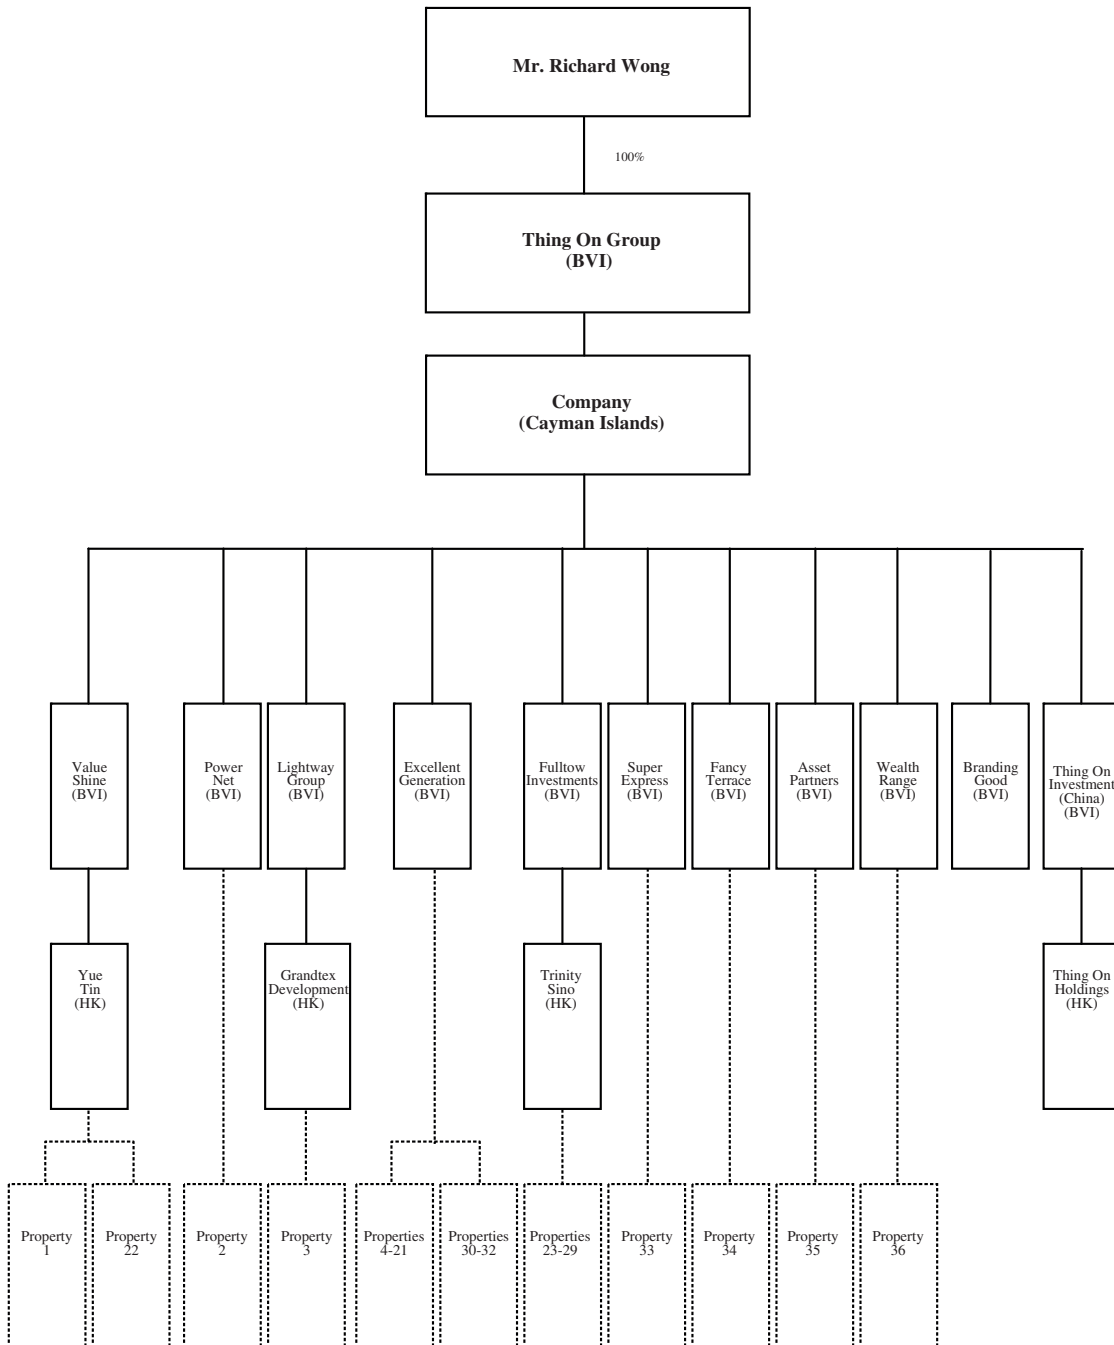 Mr. Richard Wong
100%
Thing On Group
(BVI)
Company
(Cayman Islands)
Value
Shine
(BVI)
Power
Net
(BVI)
Lightway
Group
(BVI)
Excellent
Generation
(BVI)
Fulltow
Investments
(BVI)
Super
Express
(BVI)
Fancy
Terrace
(BVI)
Asset
Partners
(BVI)
Wealth
Range
(BVI)
Branding
Good
(BVI)
Thing On
Investment
(China)
(BVI)
Yue
Tin
(HK)
Grandtex
Development
(HK)
Trinity
Sino
(HK)
Thing On
Holdings
(HK)
Property
1
Property
22
Property
2
Property
3
Properties
4-21
Properties
30-32
Properties
23-29
Property
33
Property
34
Property
35
Property
36